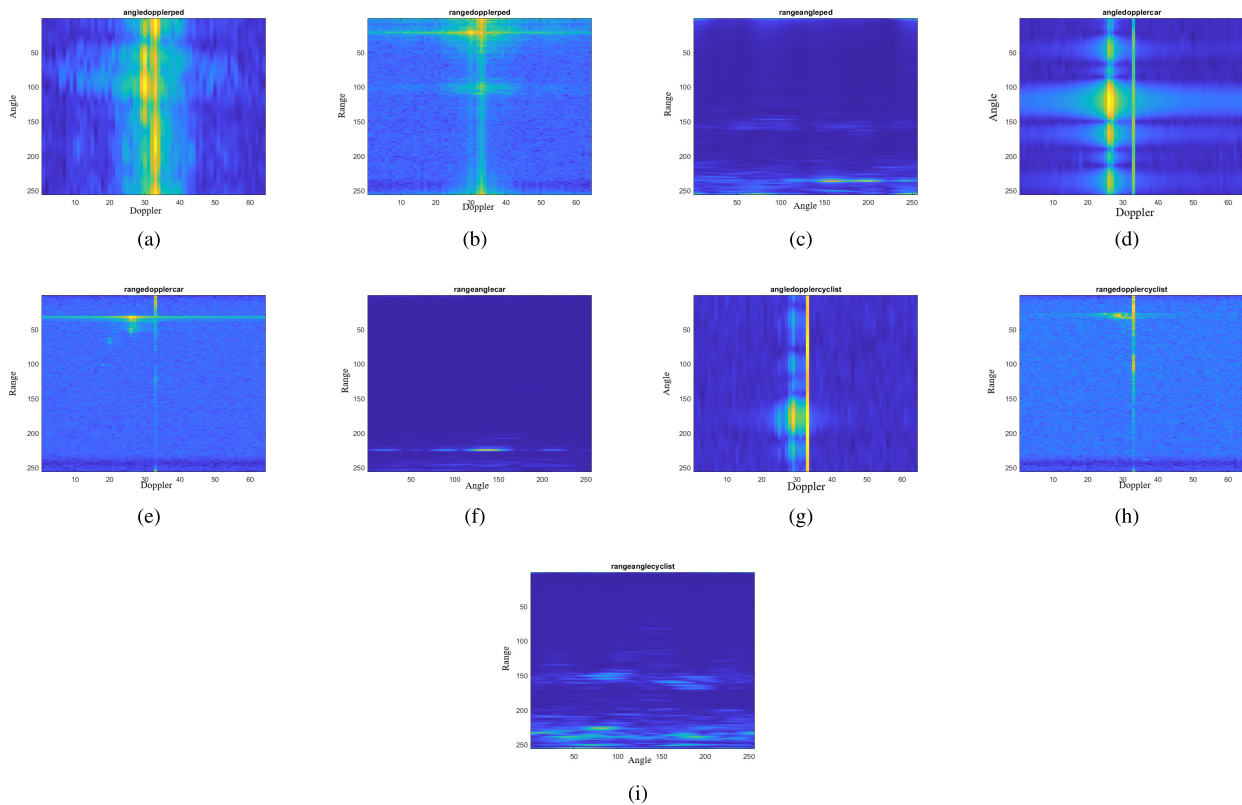 angledopplerped
50
100
150
200
250
Angle
10 20 30 40 50 60
Doppler
(a)
rangedopplerped
50
100
150
200
250
Range
10 20 30 40 50 60
Doppler
(b)
rangeangleped
50
100
150
200
250
Range
50 100 150 200 250
Angle
(c)
angledopplercar
50
100
150
200
250
Angle
10 20 30 40 50 60
Doppler
(d)
rangedopplercar
50
100
150
200
250
Range
10 20 30 40 50 60
Doppler
(e)
rangeanglecar
50
100
150
200
250
Range
50 100 150 200 250
Angle
(f)
angledopplercyclist
50
100
150
200
250
Angle
10 20 30 40 50 60
Doppler
(g)
rangedopplercyclist
50
100
150
200
250
Range
10 20 30 40 50 60
Doppler
(h)
rangeanglecyclist
50
100
150
200
250
Range
50 100 150 200 250
Angle
(i)